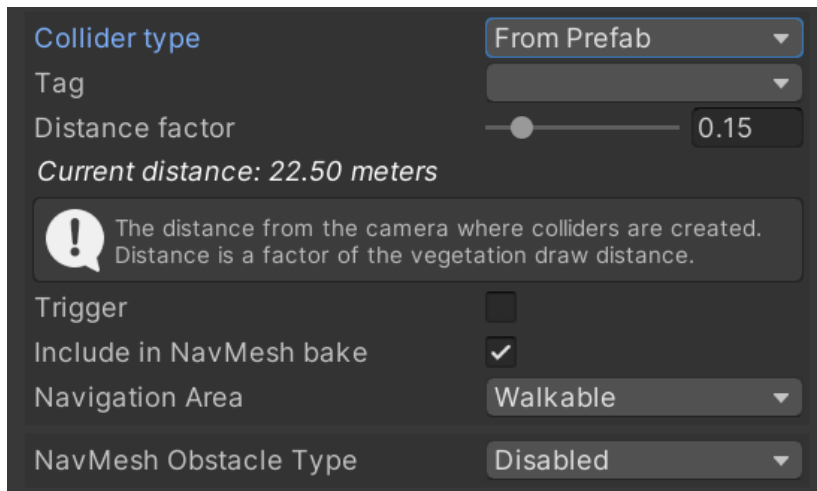 Collider type From Prefab
Tag
Distance factor 0.15
Current distance: 22.50 meters
The distance from the camera where colliders are created.
Distance is a factor of the vegetation draw distance.
Trigger
Include in NavMesh bake
Navigation Area Walkable
NavMesh Obstacle Type Disabled